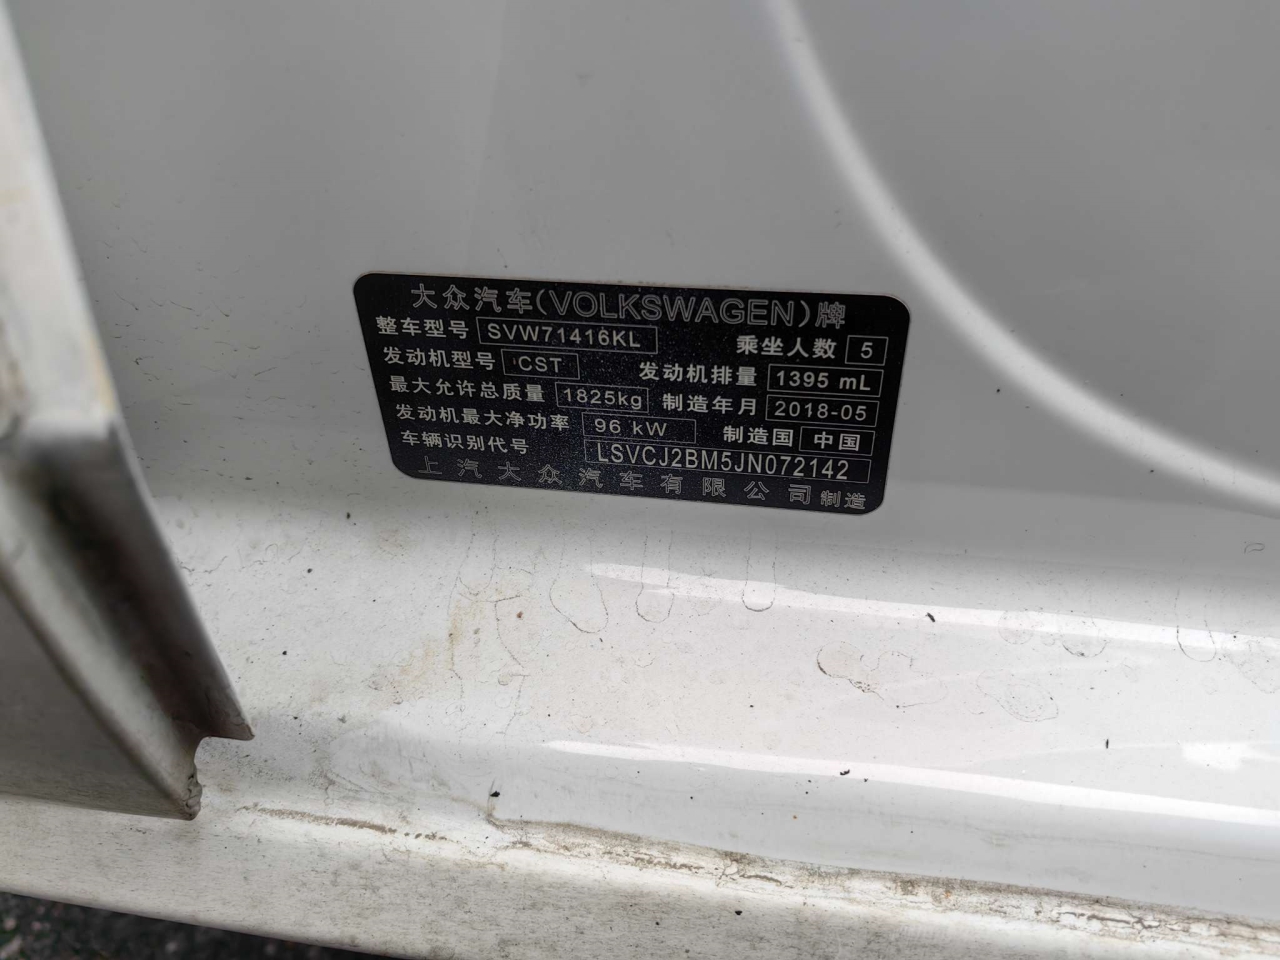 大众汽车(VOLKSWAGEN)牌
整车型号 SVW71416KL 乘坐人数 5
发动机型号 CST 发动机排量 1395 mL
最大允许总质量 1825kg 制造年月 2018-05
发动机最大净功率 96 kW 制造国 中国
车辆识别代号 LSVCJ2BM5JN072142
上汽大众汽车有限公司制造